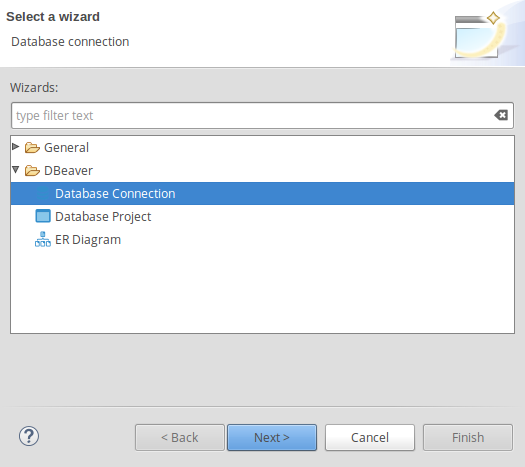 Select a wizard
Database connection
Wizards:
type filter text
General
DBeaver
Database Connection
Database Project
ER Diagram
? < Back Next > Cancel Finish